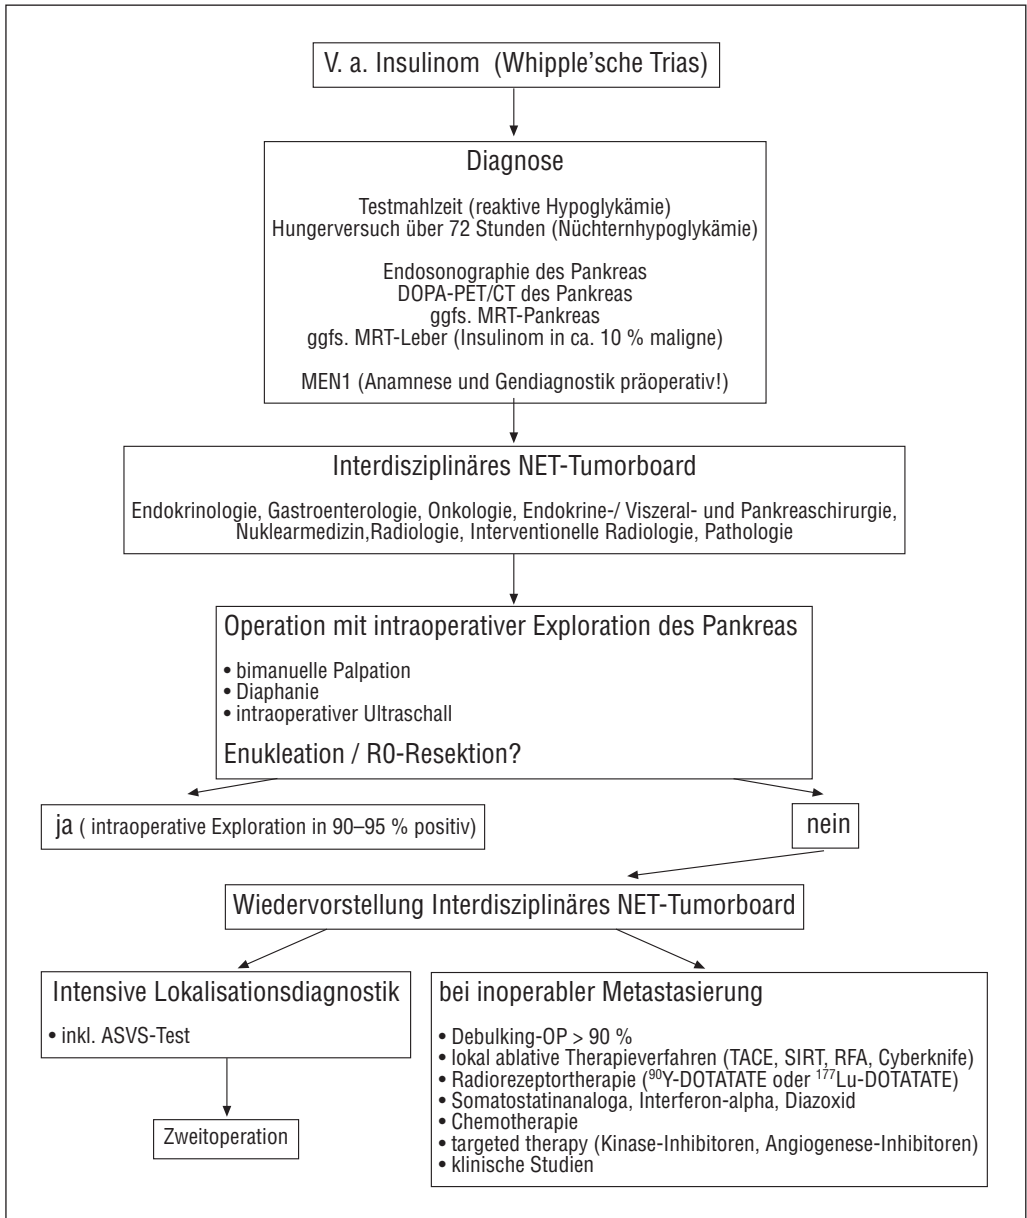 V. a. Insulinom (Whipple’sche Trias)
Diagnose
Testmahlzeit (reaktive Hypoglykämie)
Hungerversuch über 72 Stunden (Nüchternhypoglykämie)
Endosonographie des Pankreas
DOPA-PET/CT des Pankreas
ggfs. MRT-Pankreas
ggfs. MRT-Leber (Insulinom in ca. 10 % maligne)
MEN1 (Anamnese und Gendiagnostik präoperativ!)
Interdisziplinäres NET-Tumorboard
Endokrinologie, Gastroenterologie, Onkologie, Endokrine-/ Viszeral- und Pankreaschirurgie,
Nuklearmedizin,Radiologie, Interventionelle Radiologie, Pathologie
Operation mit intraoperativer Exploration des Pankreas
• bimanuelle Palpation
• Diaphanie
• intraoperativer Ultraschall
Enukleation / R0-Resektion?
ja ( intraoperative Exploration in 90–95 % positiv)
nein
Wiedervorstellung Interdisziplinäres NET-Tumorboard
Intensive Lokalisationsdiagnostik
• inkl. ASVS-Test
Zweitoperation
bei inoperabler Metastasierung
• Debulking-OP > 90 %
• lokal ablative Therapieverfahren (TACE, SIRT, RFA, Cyberknife)
• Radiorezeptortherapie (⁹⁰Y-DOTATATE oder ¹⁷⁷Lu-DOTATATE)
• Somatostatinanaloga, Interferon-alpha, Diazoxid
• Chemotherapie
• targeted therapy (Kinase-Inhibitoren, Angiogenese-Inhibitoren)
• klinische Studien